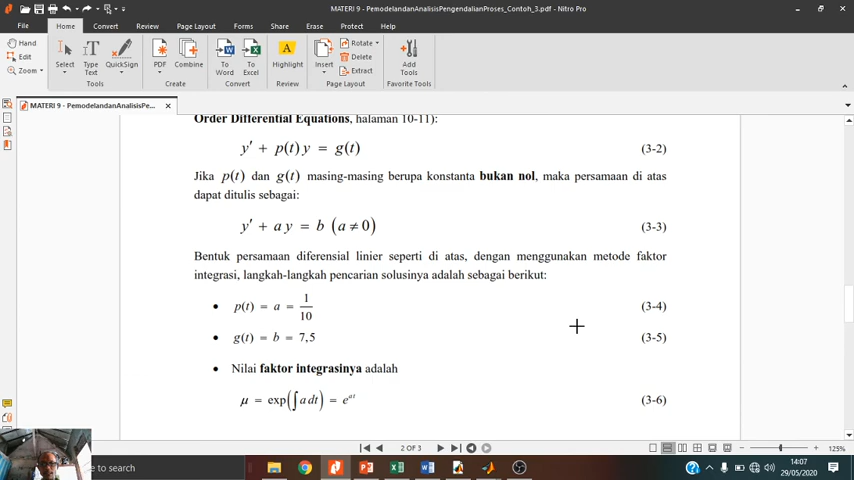 MATERI 9 - PemodelandanAnalisisPengendalianProses_Contoh_3.pdf - Nitro Pro
File Home Convert Review Page Layout Forms Share Erase Protect Help
Hand
Edit
Zoom
Select
Type Text
QuickSign
Tools
PDF
Combine
Create
To Word
To Excel
Convert
Highlight
Review
Insert
Rotate
Delete
Extract
Page Layout
Add Tools
Favorite Tools
MATERI 9 - PemodelandanAnalisisPe...
Order Differential Equations, halaman 10-11):
y′ + p(t) y = g(t) (3-2)
Jika p(t) dan g(t) masing-masing berupa konstanta bukan nol, maka persamaan di atas
dapat ditulis sebagai:
y′ + a y = b (a ≠ 0) (3-3)
Bentuk persamaan diferensial linier seperti di atas, dengan menggunakan metode faktor
integrasi, langkah-langkah pencarian solusinya adalah sebagai berikut:
• p(t) = a = 1/10 (3-4)
• g(t) = b = 7,5 (3-5)
• Nilai faktor integrasinya adalah
μ = exp(∫ a dt) = e^{at} (3-6)
2 OF 3
125%
here to search
14:07
29/05/2020